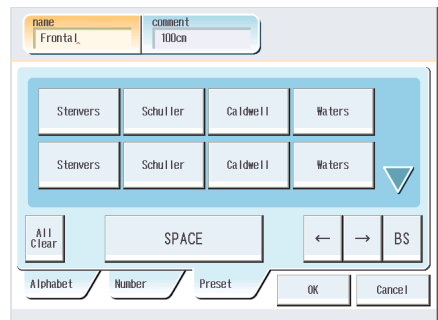 name comment
Frontal 100cm
Stenvers Schuller Caldwell Waters
Stenvers Schuller Caldwell Waters
All
Clear
SPACE ← → BS
Alphabet Number Preset OK Cancel